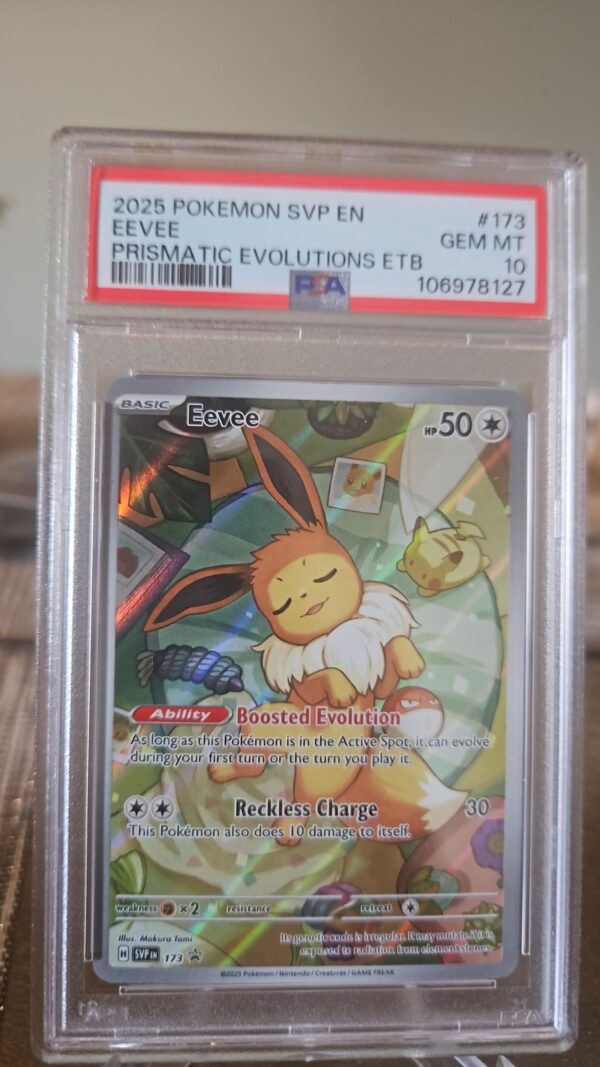 2025 POKEMON SVP EN #173
EEVEE GEM MT
PRISMATIC EVOLUTIONS ETB 10
PSA 106978127
BASIC Eevee HP 50
Ability Boosted Evolution
As long as this Pokémon is in the Active Spot, it can evolve
during your first turn or the turn you play it.
Reckless Charge 30
This Pokémon also does 10 damage to itself.
weakness ×2 resistance retreat
Illus. Mokura Tomi
Its genetic code is irregular. It may mutate if it is
exposed to radiation from element stones.
H SVP EN 173
©2025 Pokémon / Nintendo / Creatures / GAME FREAK